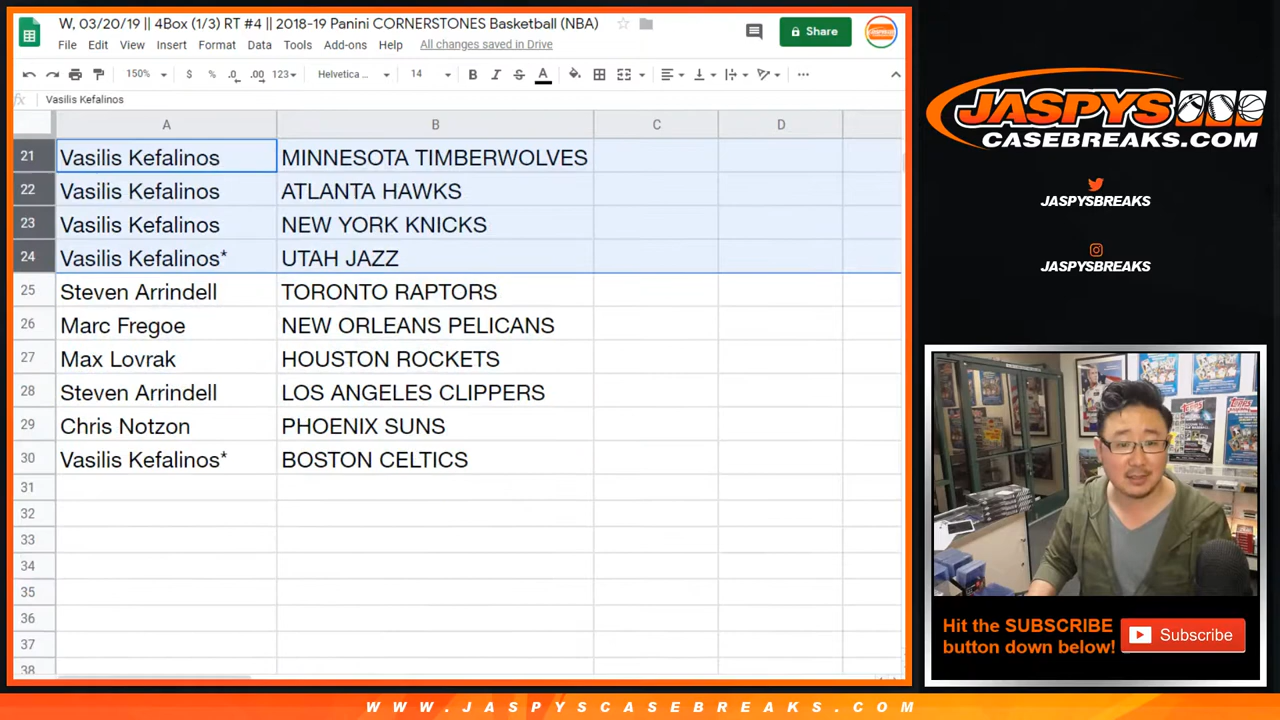 W, 03/20/19 || 4Box (1/3) RT #4 || 2018-19 Panini CORNERSTONES Basketball (NBA)
File Edit View Insert Format Data Tools Add-ons Help All changes saved in Drive
Share
150% $ % .0 .00 123 Helvetica ... 14 B I S A
fx Vasilis Kefalinos
A B C D
21 Vasilis Kefalinos MINNESOTA TIMBERWOLVES
22 Vasilis Kefalinos ATLANTA HAWKS
23 Vasilis Kefalinos NEW YORK KNICKS
24 Vasilis Kefalinos* UTAH JAZZ
25 Steven Arrindell TORONTO RAPTORS
26 Marc Fregoe NEW ORLEANS PELICANS
27 Max Lovrak HOUSTON ROCKETS
28 Steven Arrindell LOS ANGELES CLIPPERS
29 Chris Notzon PHOENIX SUNS
30 Vasilis Kefalinos* BOSTON CELTICS
31
32
33
34
35
36
37
38
JASPYS
CASEBREAKS.COM
JASPYSBREAKS
JASPYSBREAKS
Hit the SUBSCRIBE
button down below!
Subscribe
WWW.JASPYSCASEBREAKS.COM